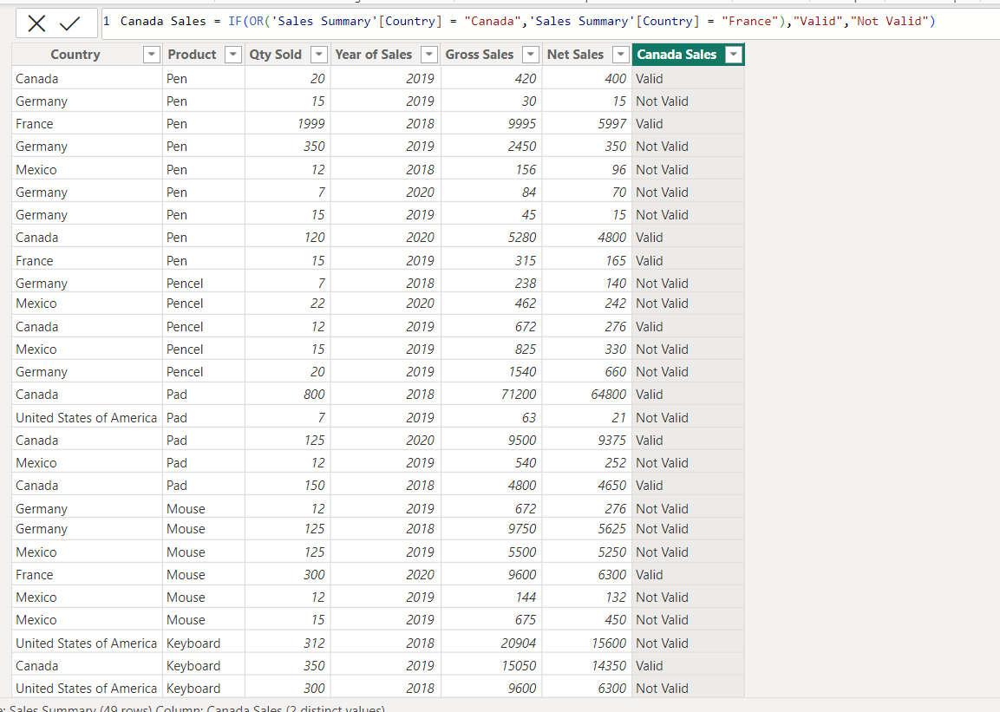 1 Canada Sales = IF(OR('Sales Summary'[Country] = "Canada",'Sales Summary'[Country] = "France"),"Valid","Not Valid")
Country Product Qty Sold Year of Sales Gross Sales Net Sales Canada Sales
Canada Pen 20 2019 420 400 Valid
Germany Pen 15 2019 30 15 Not Valid
France Pen 1999 2018 9995 5997 Valid
Germany Pen 350 2019 2450 350 Not Valid
Mexico Pen 12 2018 156 96 Not Valid
Germany Pen 7 2020 84 70 Not Valid
Germany Pen 15 2019 45 15 Not Valid
Canada Pen 120 2020 5280 4800 Valid
France Pen 15 2019 315 165 Valid
Germany Pencel 7 2018 238 140 Not Valid
Mexico Pencel 22 2020 462 242 Not Valid
Canada Pencel 12 2019 672 276 Valid
Mexico Pencel 15 2019 825 330 Not Valid
Germany Pencel 20 2019 1540 660 Not Valid
Canada Pad 800 2018 71200 64800 Valid
United States of America Pad 7 2019 63 21 Not Valid
Canada Pad 125 2020 9500 9375 Valid
Mexico Pad 12 2019 540 252 Not Valid
Canada Pad 150 2018 4800 4650 Valid
Germany Mouse 12 2019 672 276 Not Valid
Germany Mouse 125 2018 9750 5625 Not Valid
Mexico Mouse 125 2019 5500 5250 Not Valid
France Mouse 300 2020 9600 6300 Valid
Mexico Mouse 12 2019 144 132 Not Valid
Mexico Mouse 15 2019 675 450 Not Valid
United States of America Keyboard 312 2018 20904 15600 Not Valid
Canada Keyboard 350 2019 15050 14350 Valid
United States of America Keyboard 300 2018 9600 6300 Not Valid
Sales Summary (49 rows) Column: Canada Sales (2 distinct values)